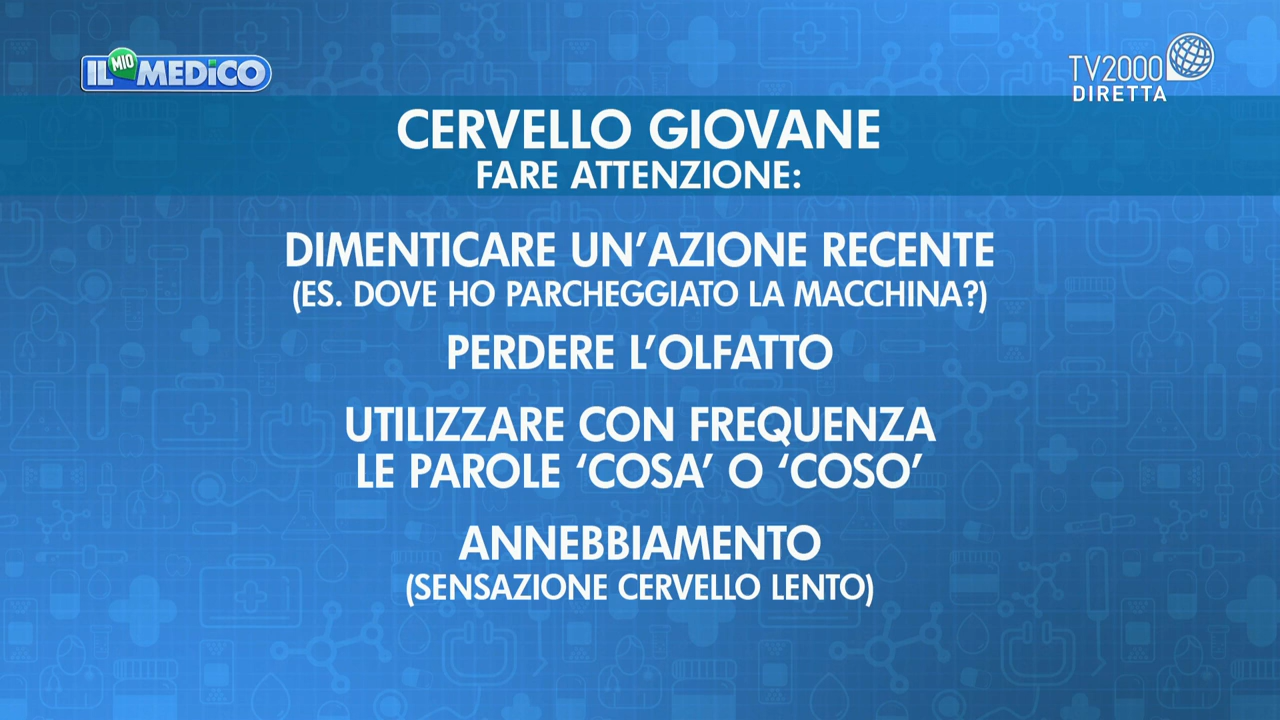 IL MIO MEDICO
TV2000
DIRETTA
CERVELLO GIOVANE
FARE ATTENZIONE:
DIMENTICARE UN'AZIONE RECENTE
(ES. DOVE HO PARCHEGGIATO LA MACCHINA?)
PERDERE L'OLFATTO
UTILIZZARE CON FREQUENZA
LE PAROLE 'COSA' O 'COSO'
ANNEBBIAMENTO
(SENSAZIONE CERVELLO LENTO)